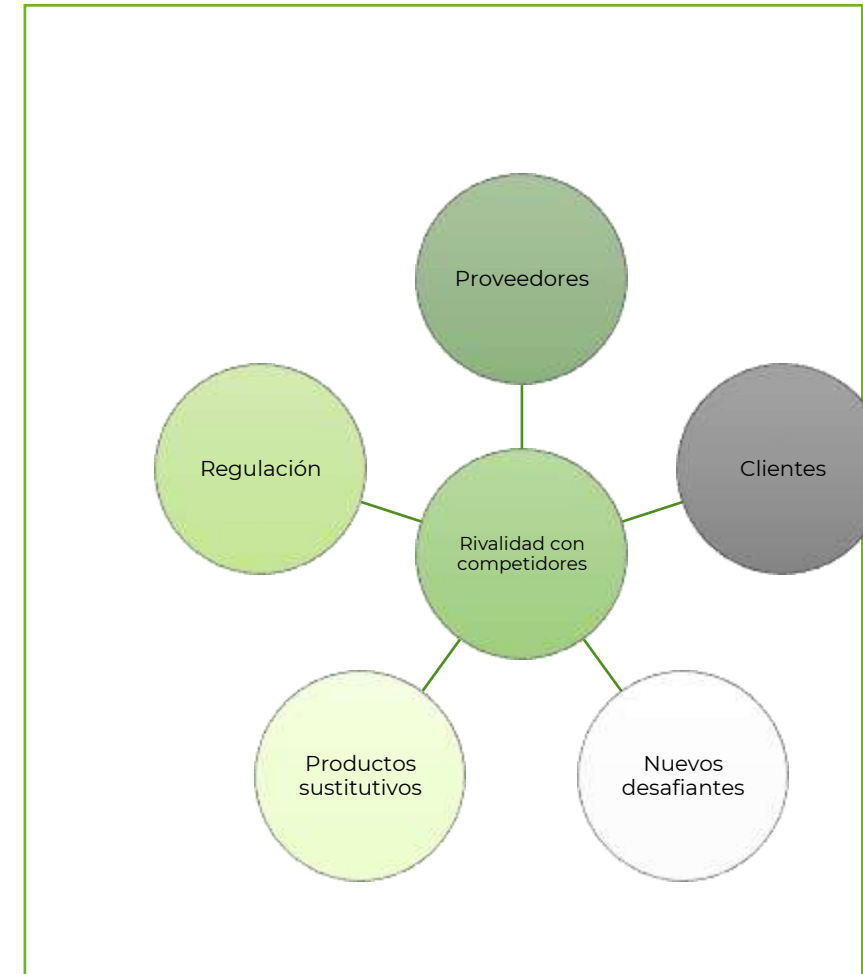 Proveedores
Regulación
Clientes
Rivalidad con
competidores
Productos
sustitutivos
Nuevos
desafiantes